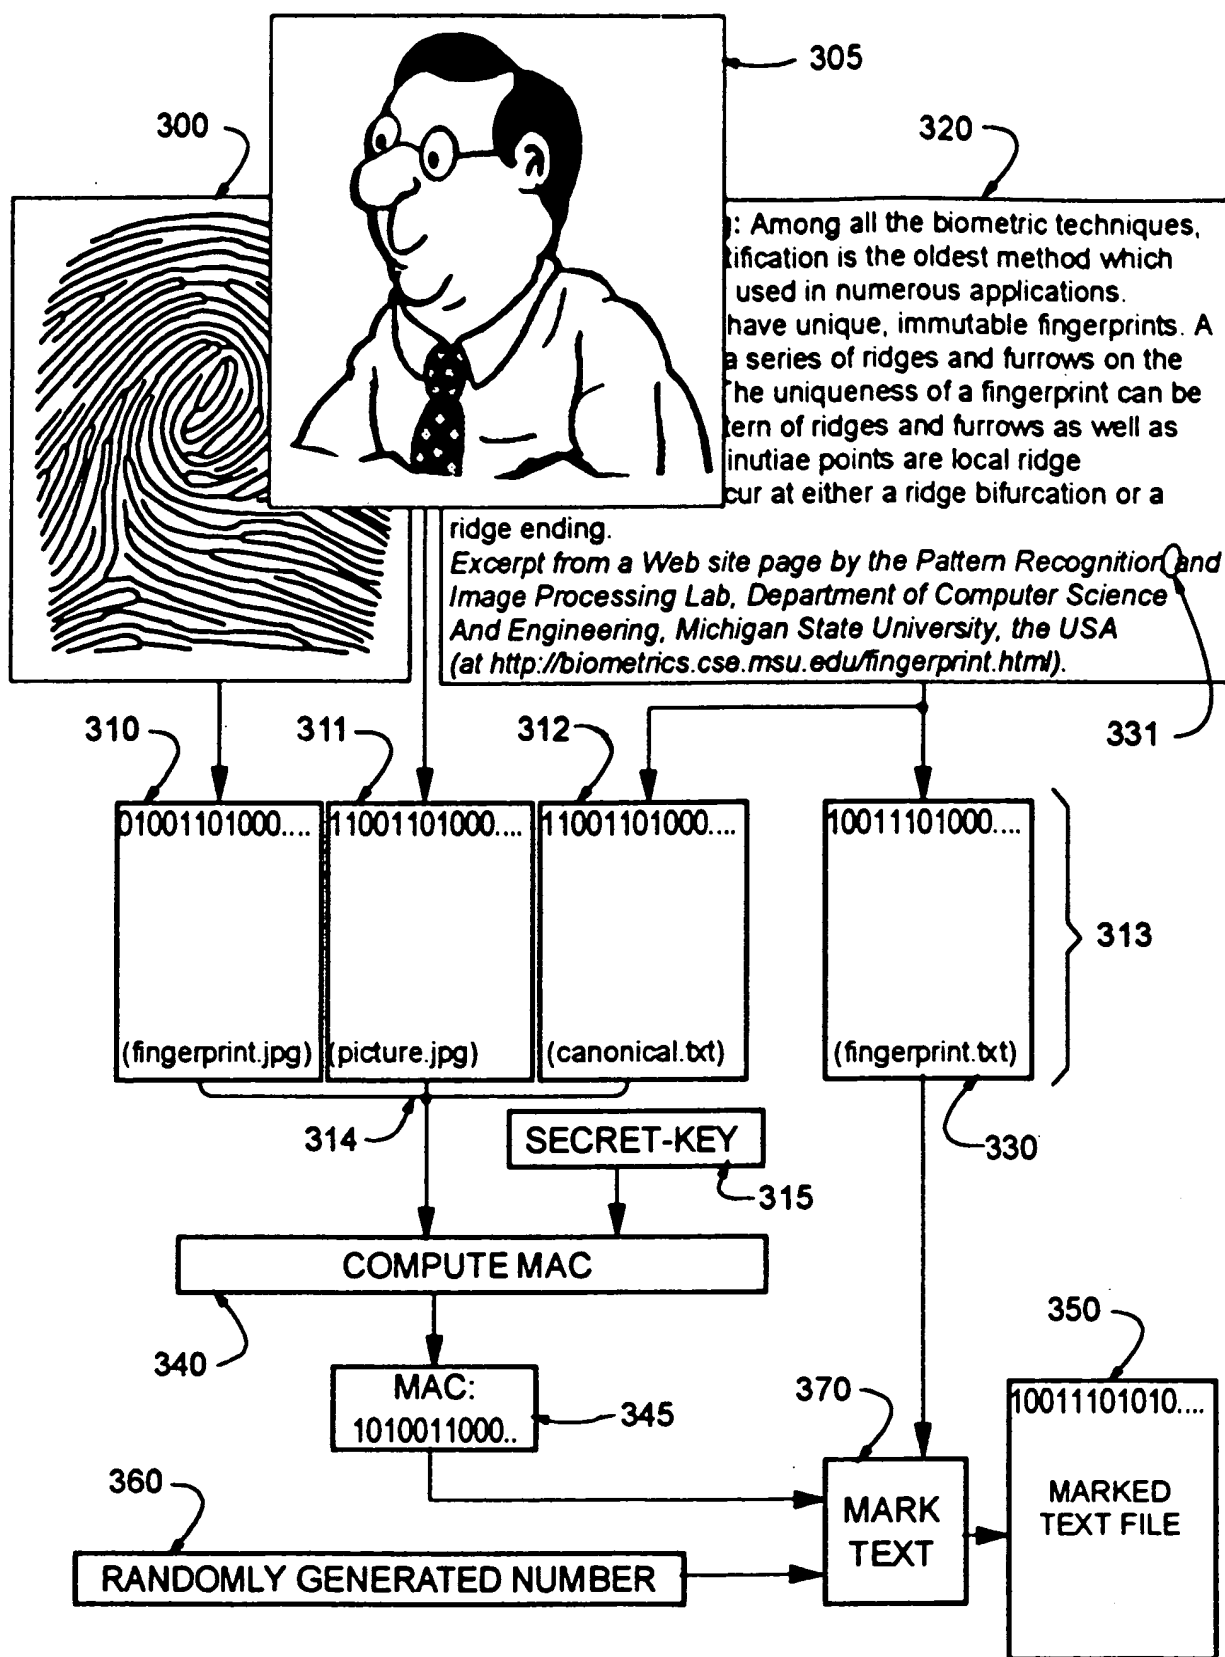 305
300
320
: Among all the biometric techniques,
tification is the oldest method which
used in numerous applications.
have unique, immutable fingerprints. A
a series of ridges and furrows on the
he uniqueness of a fingerprint can be
tern of ridges and furrows as well as
inutiae points are local ridge
cur at either a ridge bifurcation or a
ridge ending.
Excerpt from a Web site page by the Pattern Recognition and
Image Processing Lab, Department of Computer Science
And Engineering, Michigan State University, the USA
(at http://biometrics.cse.msu.edu/fingerprint.html).
310
311
312
331
01001101000....
11001101000....
11001101000....
10011101000....
313
(fingerprint.jpg)
(picture.jpg)
(canonical.txt)
(fingerprint.txt)
314
SECRET-KEY
330
315
COMPUTE MAC
340
350
MAC:
1010011000..
345
370
10011101010....
360
MARK
TEXT
MARKED
TEXT FILE
RANDOMLY GENERATED NUMBER